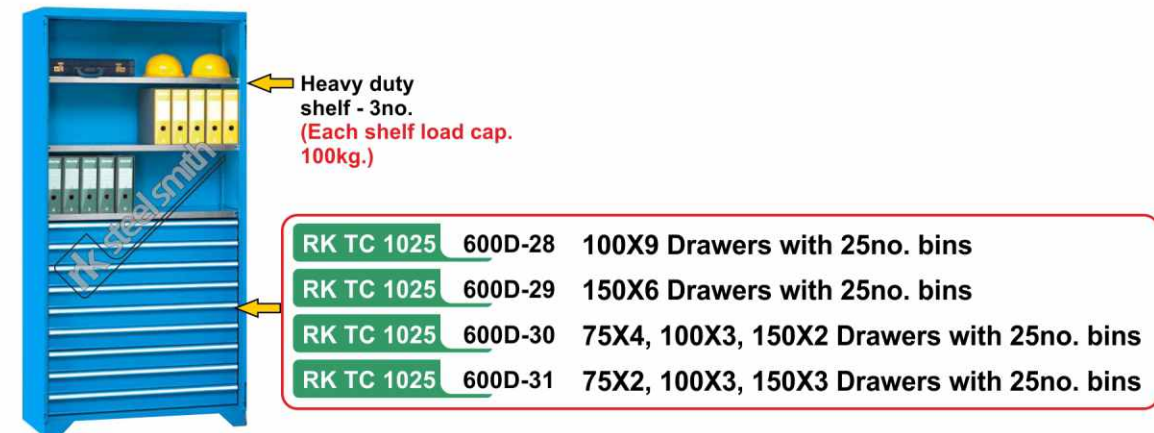 Heavy duty
shelf - 3no.
(Each shelf load cap.
100kg.)
rk steel smith
RK TC 1025 600D-28 100X9 Drawers with 25no. bins
RK TC 1025 600D-29 150X6 Drawers with 25no. bins
RK TC 1025 600D-30 75X4, 100X3, 150X2 Drawers with 25no. bins
RK TC 1025 600D-31 75X2, 100X3, 150X3 Drawers with 25no. bins